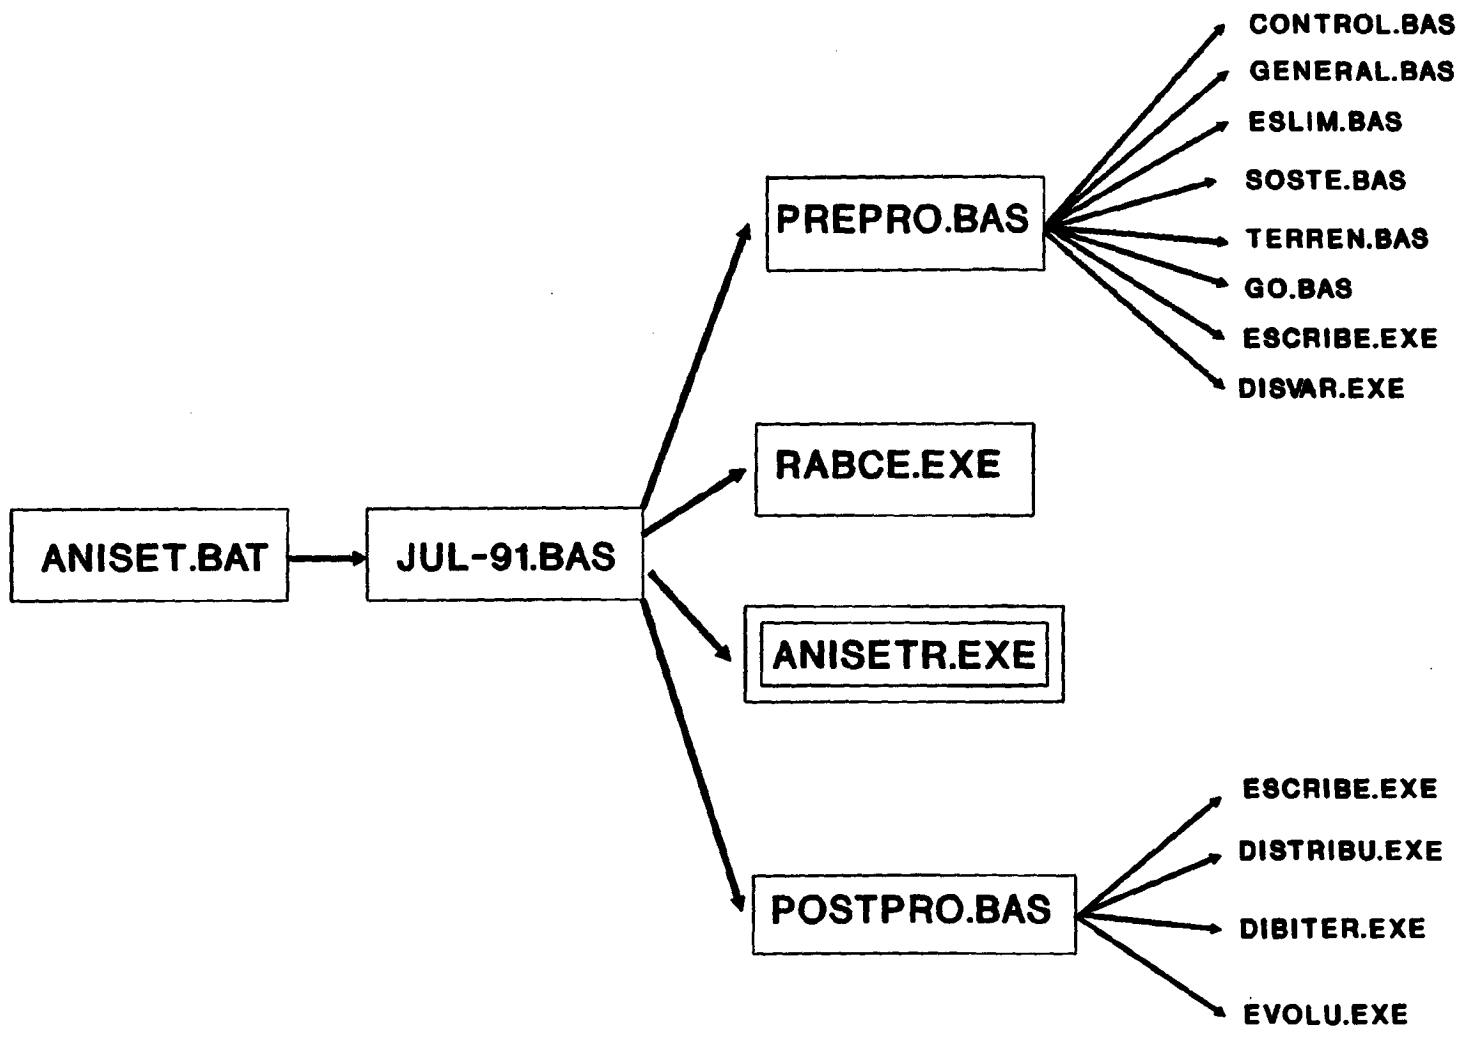 CONTROL.BAS
GENERAL.BAS
ESLIM.BAS
SOSTE.BAS
PREPRO.BAS
TERREN.BAS
GO.BAS
ESCRIBE.EXE
DISVAR.EXE
RABCE.EXE
ANISET.BAT
JUL-91.BAS
ANISETR.EXE
ESCRIBE.EXE
DISTRIBU.EXE
POSTPRO.BAS
DIBITER.EXE
EVOLU.EXE